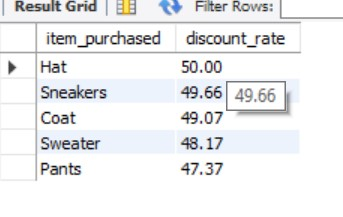 Result Grid Filter Rows:
item_purchased discount_rate
Hat 50.00
Sneakers 49.66 49.66
Coat 49.07
Sweater 48.17
Pants 47.37